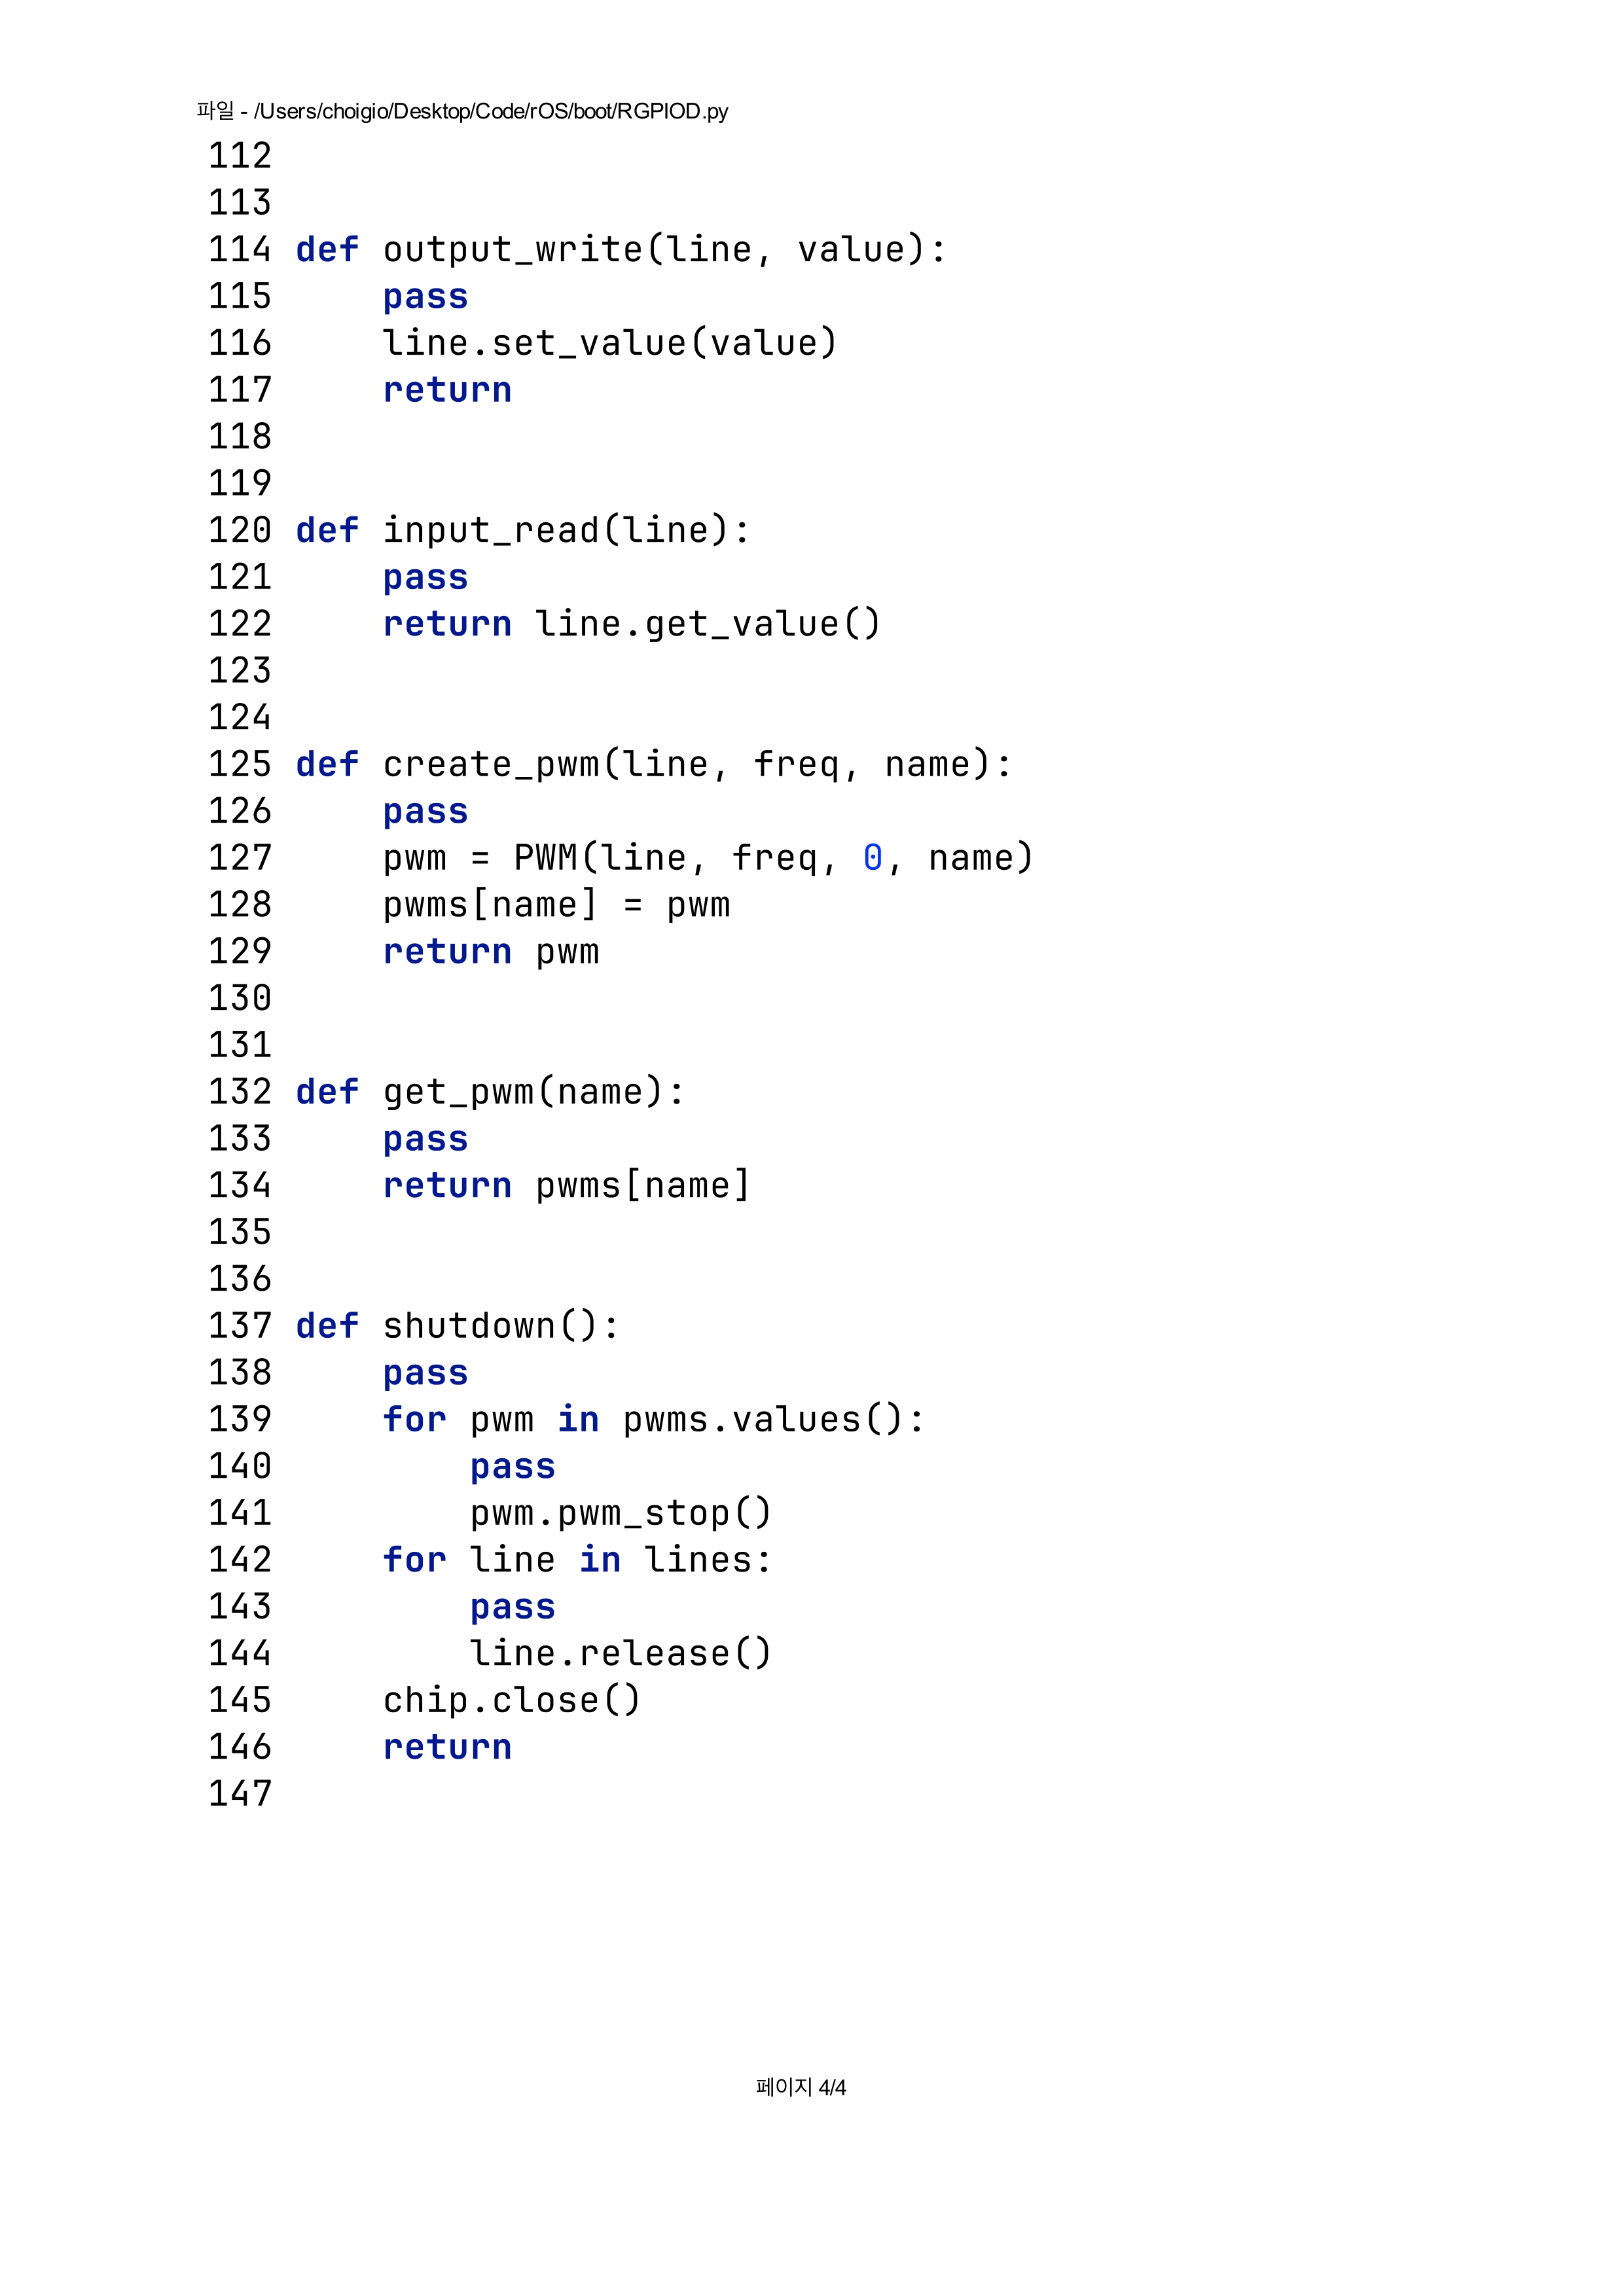 파일 - /Users/choigio/Desktop/Code/rOS/boot/RGPIOD.py
112
113
114 def output_write(line, value):
115     pass
116     line.set_value(value)
117     return
118
119
120 def input_read(line):
121     pass
122     return line.get_value()
123
124
125 def create_pwm(line, freq, name):
126     pass
127     pwm = PWM(line, freq, 0, name)
128     pwms[name] = pwm
129     return pwm
130
131
132 def get_pwm(name):
133     pass
134     return pwms[name]
135
136
137 def shutdown():
138     pass
139     for pwm in pwms.values():
140         pass
141         pwm.pwm_stop()
142     for line in lines:
143         pass
144         line.release()
145     chip.close()
146     return
147
페이지 4/4